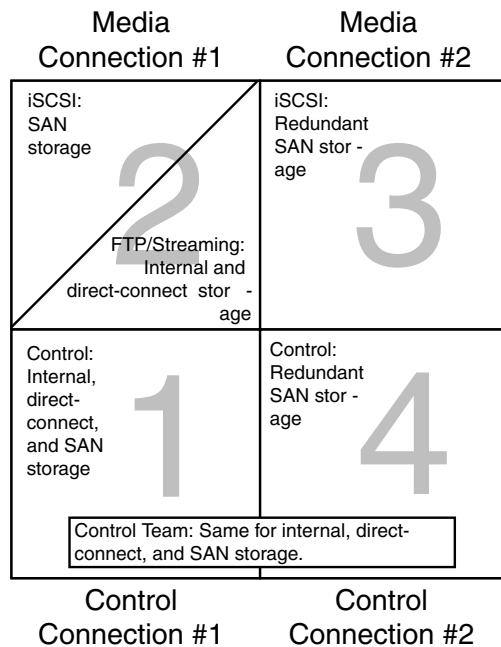 Media
Connection #1
Media
Connection #2
iSCSI:
SAN
storage
2
FTP/Streaming:
Internal and
direct-connect stor -
age
iSCSI:
Redundant
SAN stor -
age
3
Control:
Internal,
direct-
connect,
and SAN
storage
1
Control:
Redundant
SAN stor -
age
4
Control Team: Same for internal, direct-
connect, and SAN storage.
Control
Connection #1
Control
Connection #2